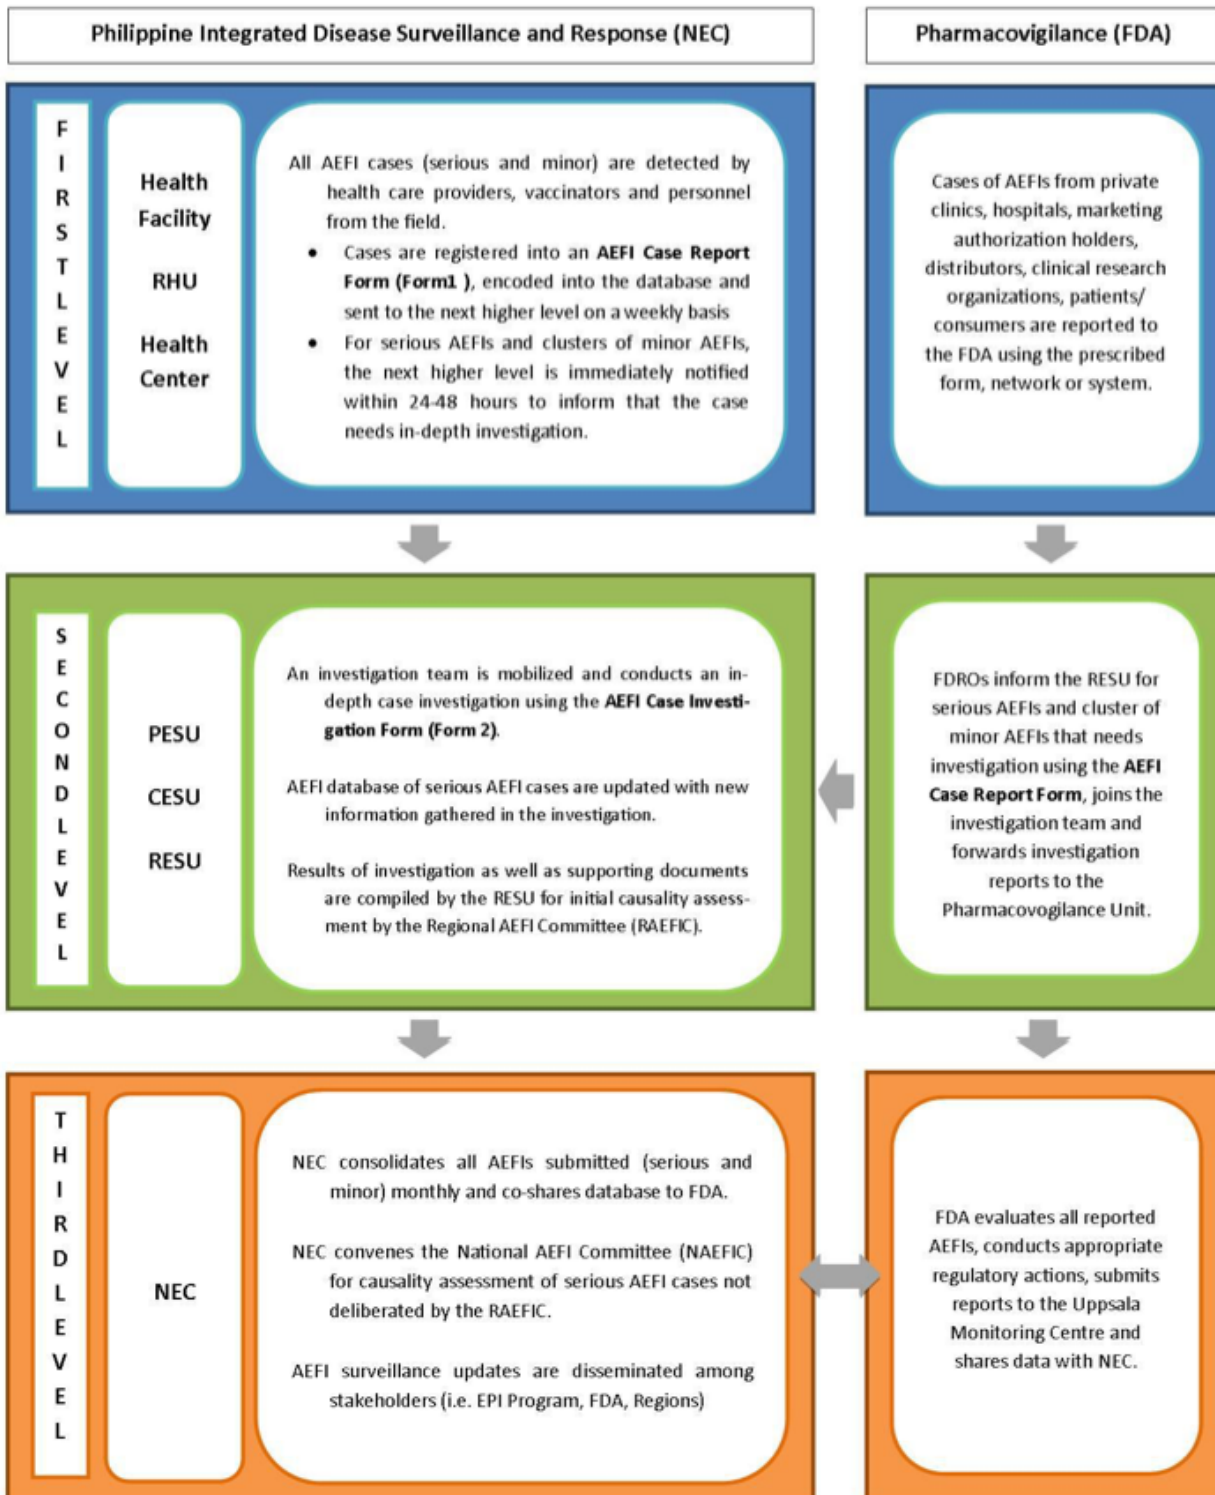 Philippine Integrated Disease Surveillance and Response (NEC)
Pharmacovigilance (FDA)
FIRST LEVEL
Health
Facility
RHU
Health
Center
All AEFI cases (serious and minor) are detected by
health care providers, vaccinators and personnel
from the field.
• Cases are registered into an AEFI Case Report
Form (Form1 ), encoded into the database and
sent to the next higher level on a weekly basis
• For serious AEFIs and clusters of minor AEFIs,
the next higher level is immediately notified
within 24-48 hours to inform that the case
needs in-depth investigation.
Cases of AEFIs from private
clinics, hospitals, marketing
authorization holders,
distributors, clinical research
organizations, patients/
consumers are reported to
the FDA using the prescribed
form, network or system.
SECOND LEVEL
PESU
CESU
RESU
An investigation team is mobilized and conducts an in-
depth case investigation using the AEFI Case Investi-
gation Form (Form 2).
AEFI database of serious AEFI cases are updated with new
information gathered in the investigation.
Results of investigation as well as supporting documents
are compiled by the RESU for initial causality assess-
ment by the Regional AEFI Committee (RAEFIC).
FDROs inform the RESU for
serious AEFIs and cluster of
minor AEFIs that needs
investigation using the AEFI
Case Report Form, joins the
investigation team and
forwards investigation
reports to the
Pharmacovogilance Unit.
THIRD LEVEL
NEC
NEC consolidates all AEFIs submitted (serious and
minor) monthly and co-shares database to FDA.
NEC convenes the National AEFI Committee (NAEFIC)
for causality assessment of serious AEFI cases not
deliberated by the RAEFIC.
AEFI surveillance updates are disseminated among
stakeholders (i.e. EPI Program, FDA, Regions)
FDA evaluates all reported
AEFIs, conducts appropriate
regulatory actions, submits
reports to the Uppsala
Monitoring Centre and
shares data with NEC.